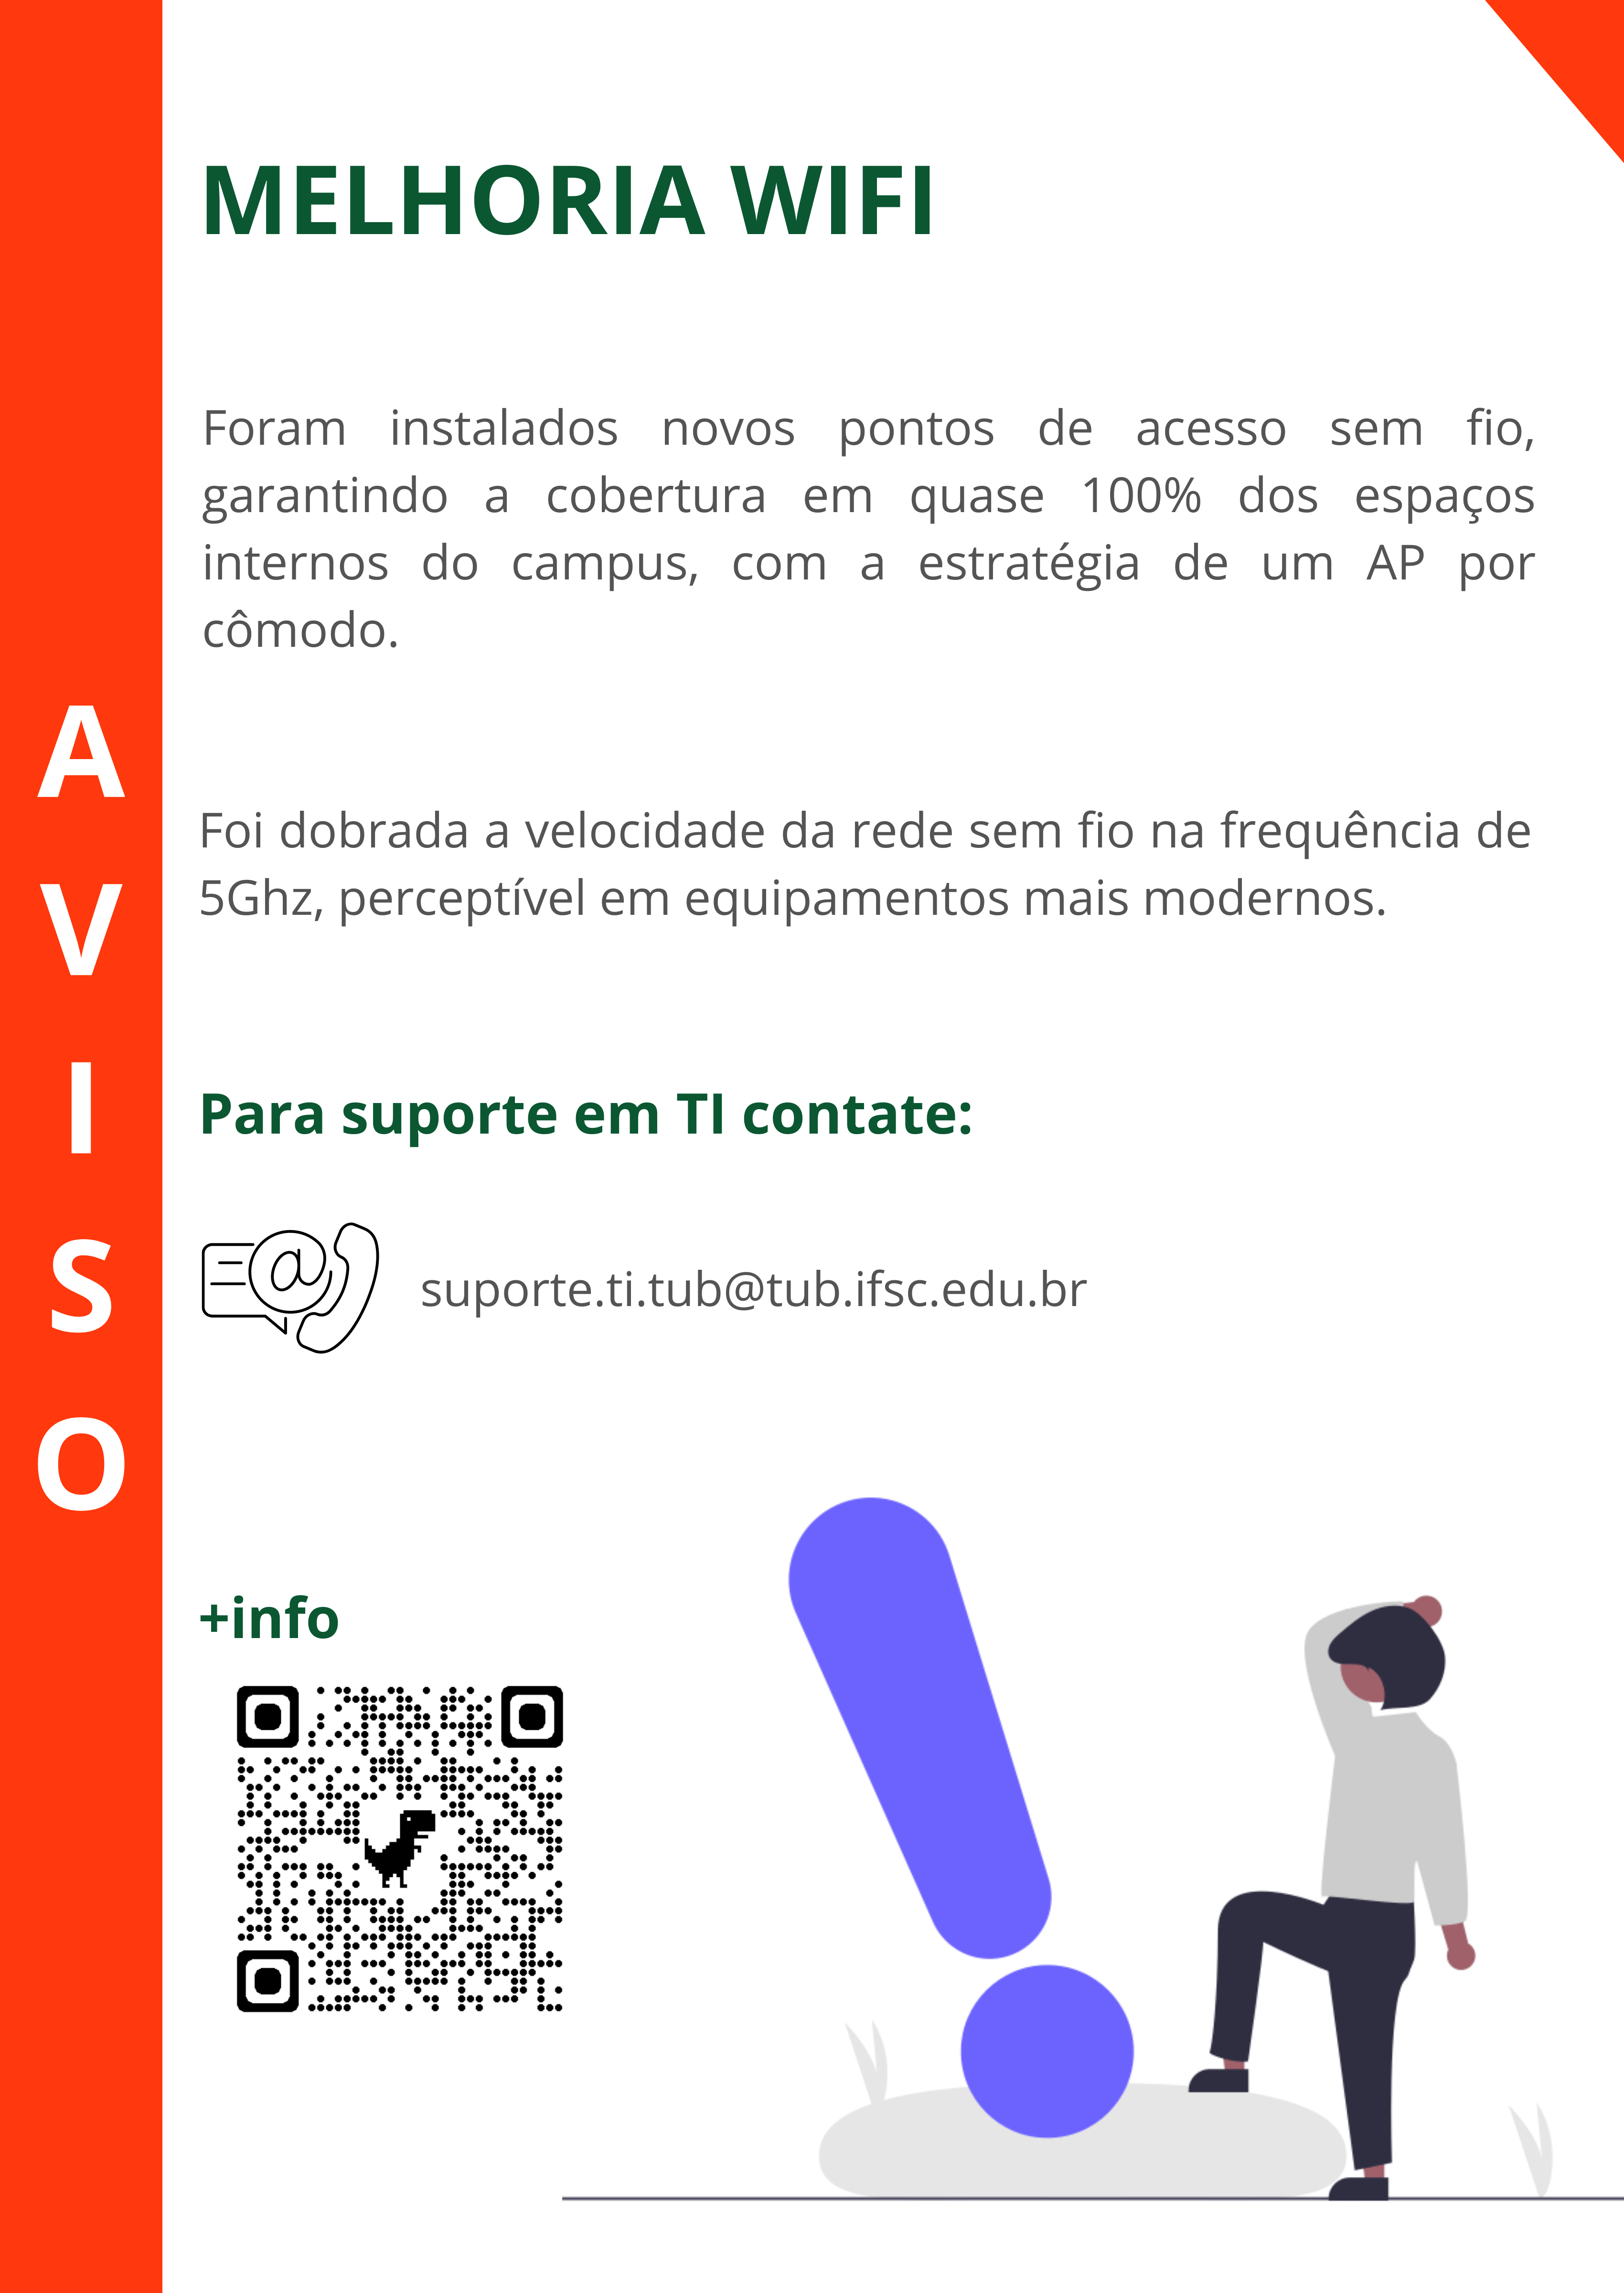 AVISO
MELHORIA WIFI
Foram instalados novos pontos de acesso sem fio,
garantindo a cobertura em quase 100% dos espaços
internos do campus, com a estratégia de um AP por
cômodo.
Foi dobrada a velocidade da rede sem fio na frequência de
5Ghz, perceptível em equipamentos mais modernos.
Para suporte em TI contate:
suporte.ti.tub@tub.ifsc.edu.br
+info